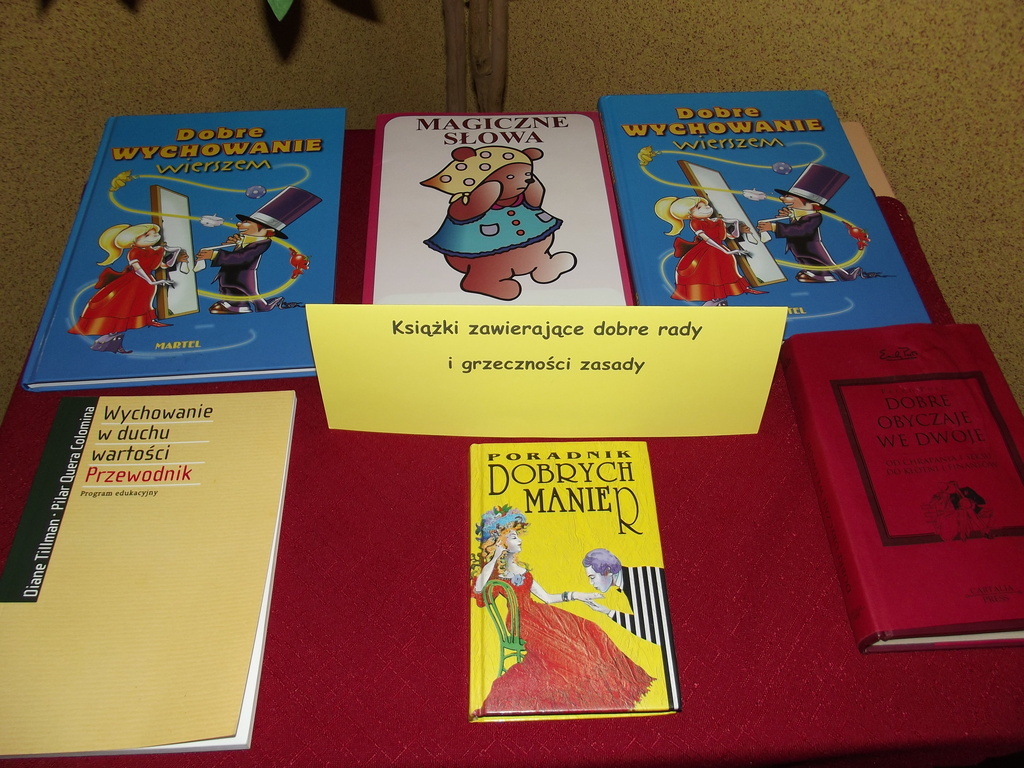 Dobre
WYCHOWANIE
wierszem
MARTEL
MAGICZNE
SŁOWA
Dobre
WYCHOWANIE
wierszem
TEL
Książki zawierające dobre rady
i grzeczności zasady
Diane Tillman · Pilar Quera Colomina
Wychowanie
w duchu
wartości
Przewodnik
Program edukacyjny
PORADNIK
DOBRYCH
MANIER
DOBRE
OBYCZAJE
WE DWOJE